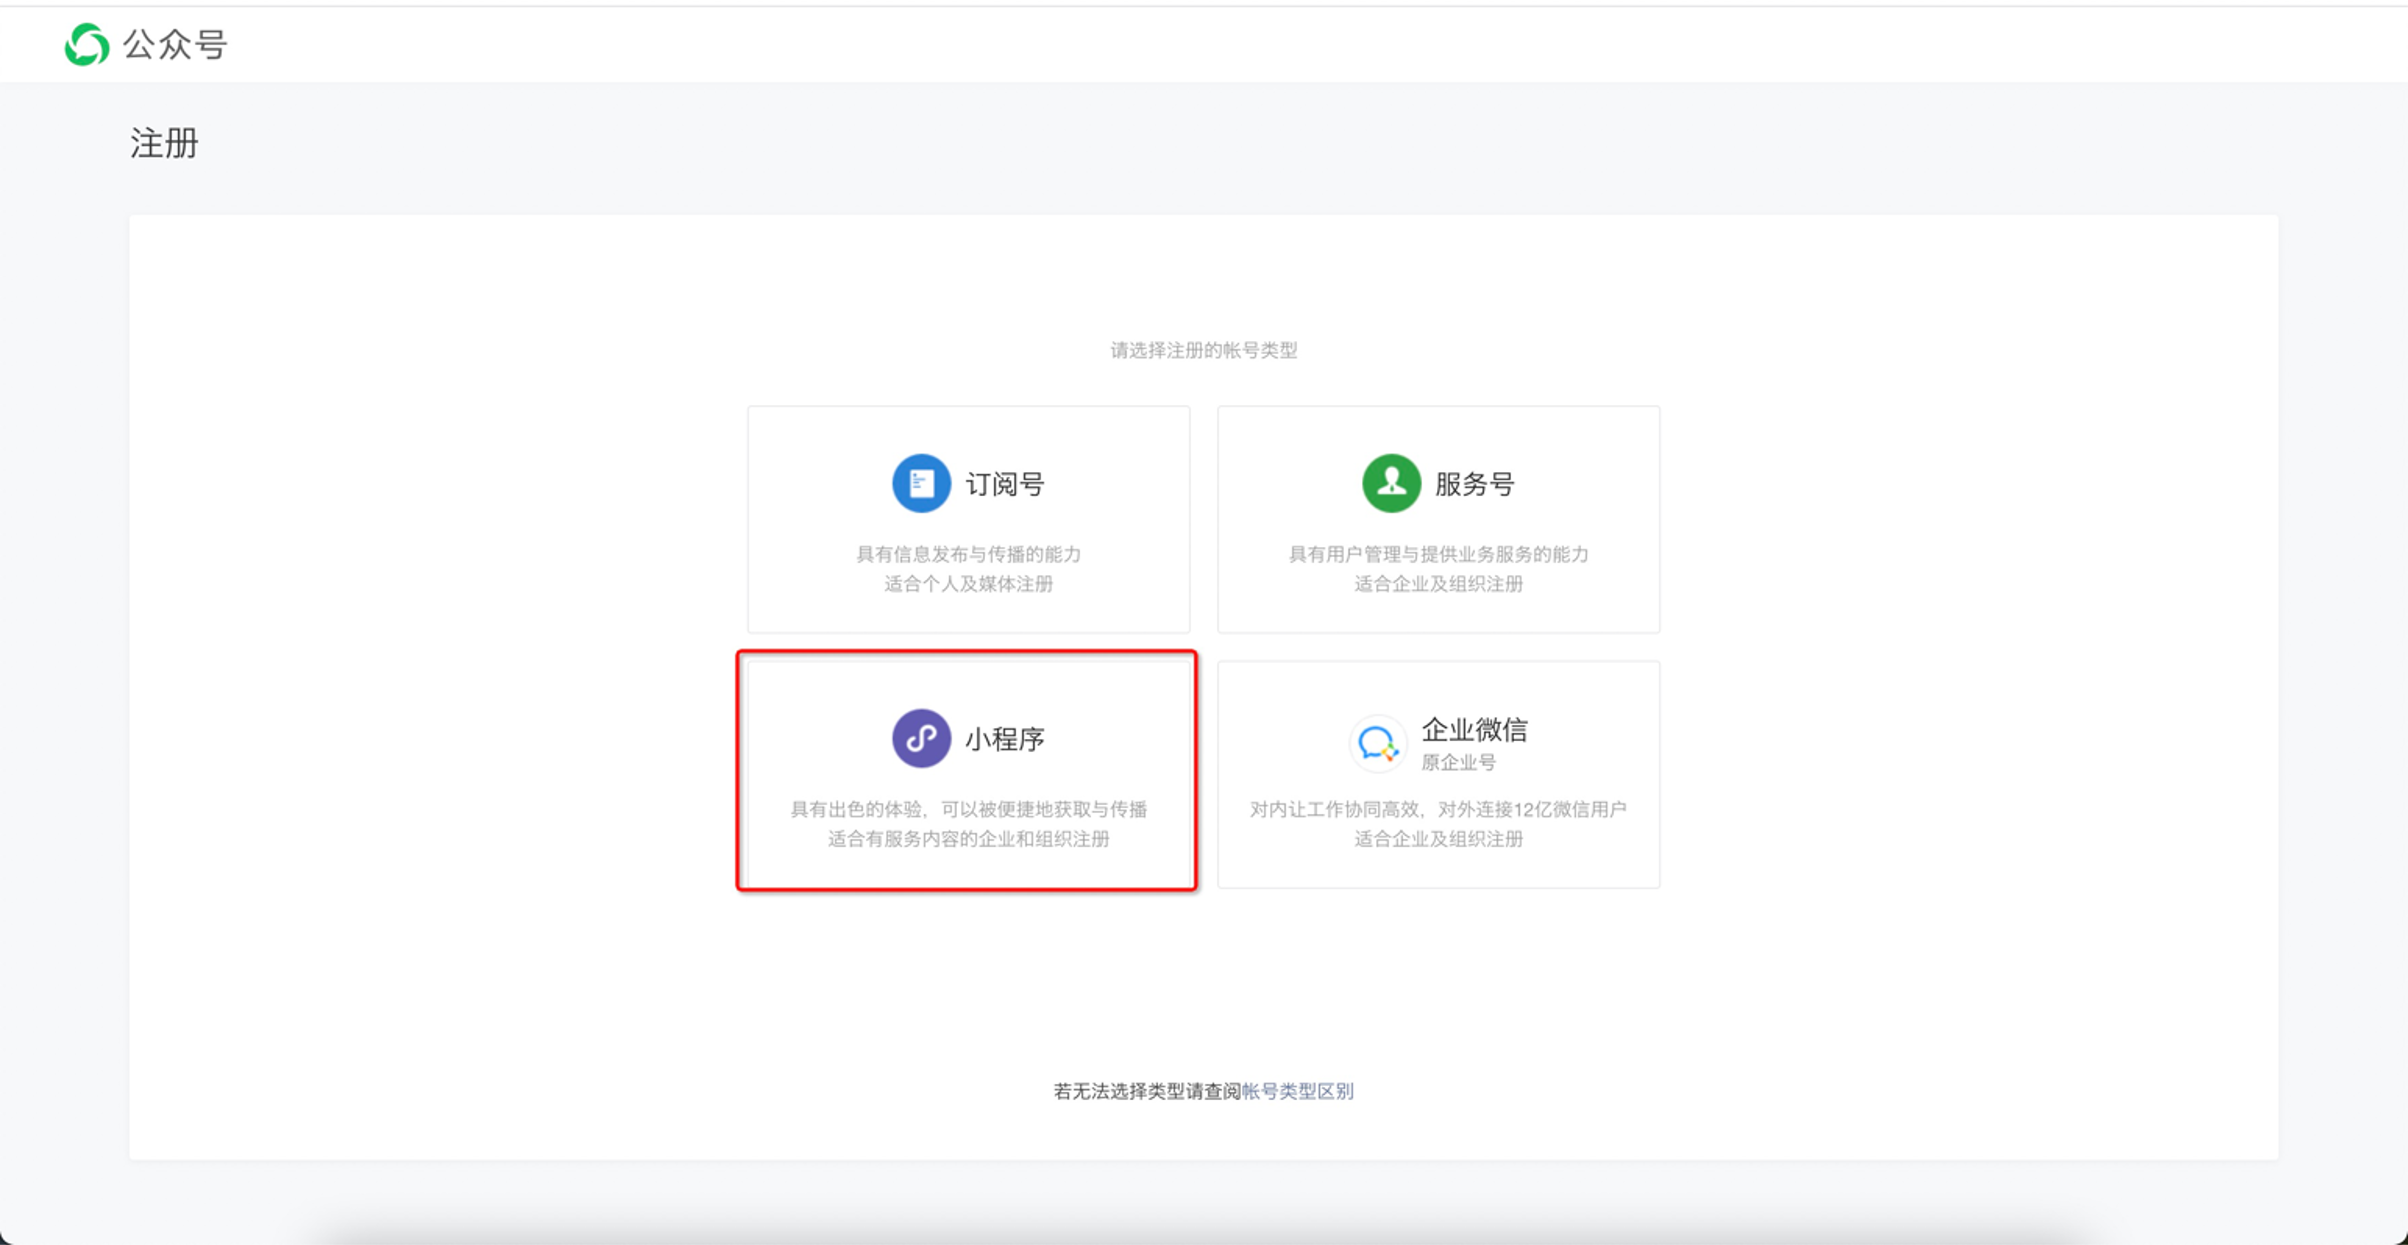 公众号
注册
请选择注册的帐号类型
订阅号
具有信息发布与传播的能力
适合个人及媒体注册
服务号
具有用户管理与提供业务服务的能力
适合企业及组织注册
小程序
具有出色的体验，可以被便捷地获取与传播
适合有服务内容的企业和组织注册
企业微信
原企业号
对内让工作协同高效，对外连接12亿微信用户
适合企业及组织注册
若无法选择类型请查阅帐号类型区别